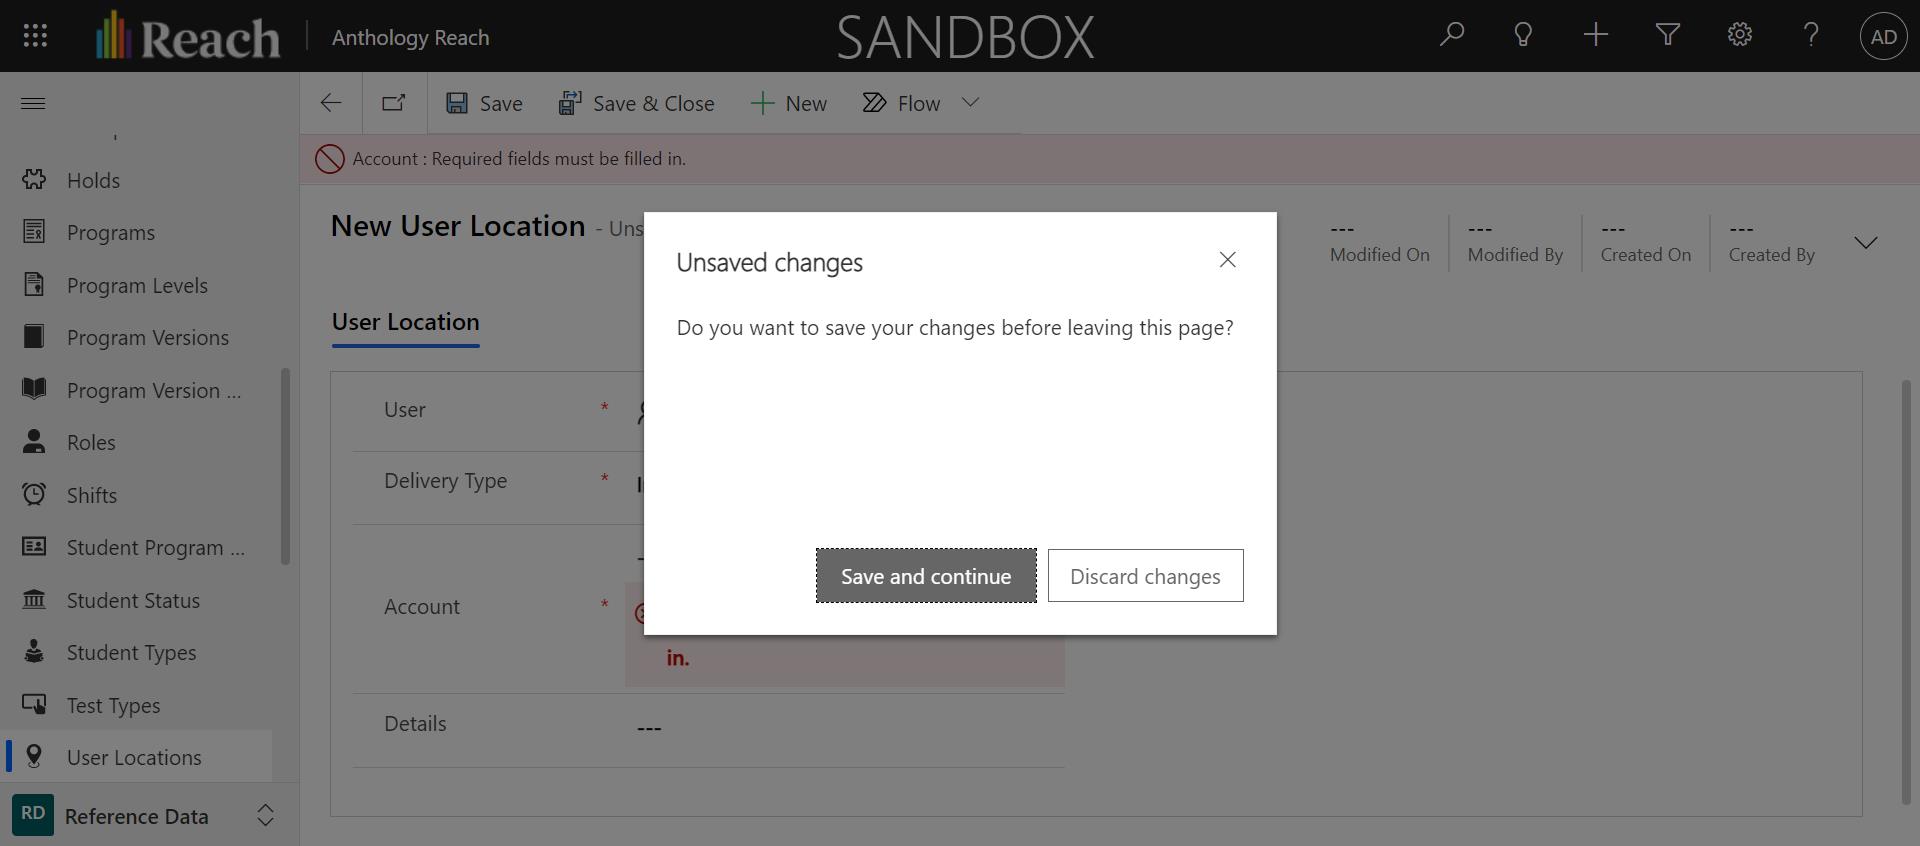 Reach
Anthology Reach
SANDBOX
AD
Save
Save & Close
New
Flow
Account : Required fields must be filled in.
Holds
Programs
Program Levels
Program Versions
Program Version ...
Roles
Shifts
Student Program ...
Student Status
Student Types
Test Types
User Locations
RD
Reference Data
New User Location - Uns
---
Modified On
---
Modified By
---
Created On
---
Created By
User Location
User *
Delivery Type *
Account *
in.
Details
---
Unsaved changes
Do you want to save your changes before leaving this page?
Save and continue
Discard changes